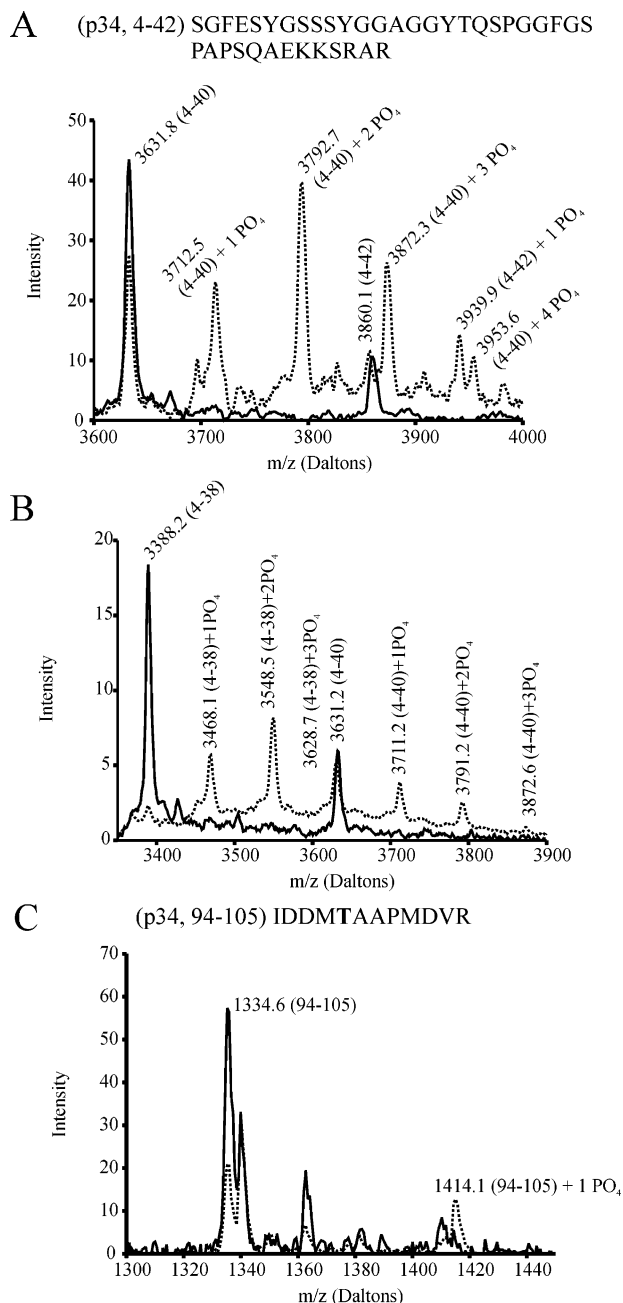 A
(p34, 4-42) SGFESYGSSSYGGAGGYTQSPGGFGS
PAPSQAEKKSRAR
50
40
30
20
10
0
Intensity
3631.8 (4-40)
3712.5
(4-40) + 1 PO₄
3792.7
(4-40) + 2 PO₄
3860.1 (4-42)
3872.3 (4-40) + 3 PO₄
3939.9 (4-42) + 1 PO₄
3953.6
(4-40) + 4 PO₄
3600 3700 3800 3900 4000
m/z (Daltons)
B
20
15
10
5
0
Intensity
3388.2 (4-38)
3468.1 (4-38)+1PO₄
3548.5 (4-38)+2PO₄
3628.7 (4-38)+3PO₄
3631.2 (4-40)
3711.2 (4-40)+1PO₄
3791.2 (4-40)+2PO₄
3872.6 (4-40)+3PO₄
3400 3500 3600 3700 3800 3900
m/z (Daltons)
C
(p34, 94-105) IDDMTAAPMDVR
70
60
50
40
30
20
10
0
Intensity
1334.6 (94-105)
1414.1 (94-105) + 1 PO₄
1300 1320 1340 1360 1380 1400 1420 1440
m/z (Daltons)